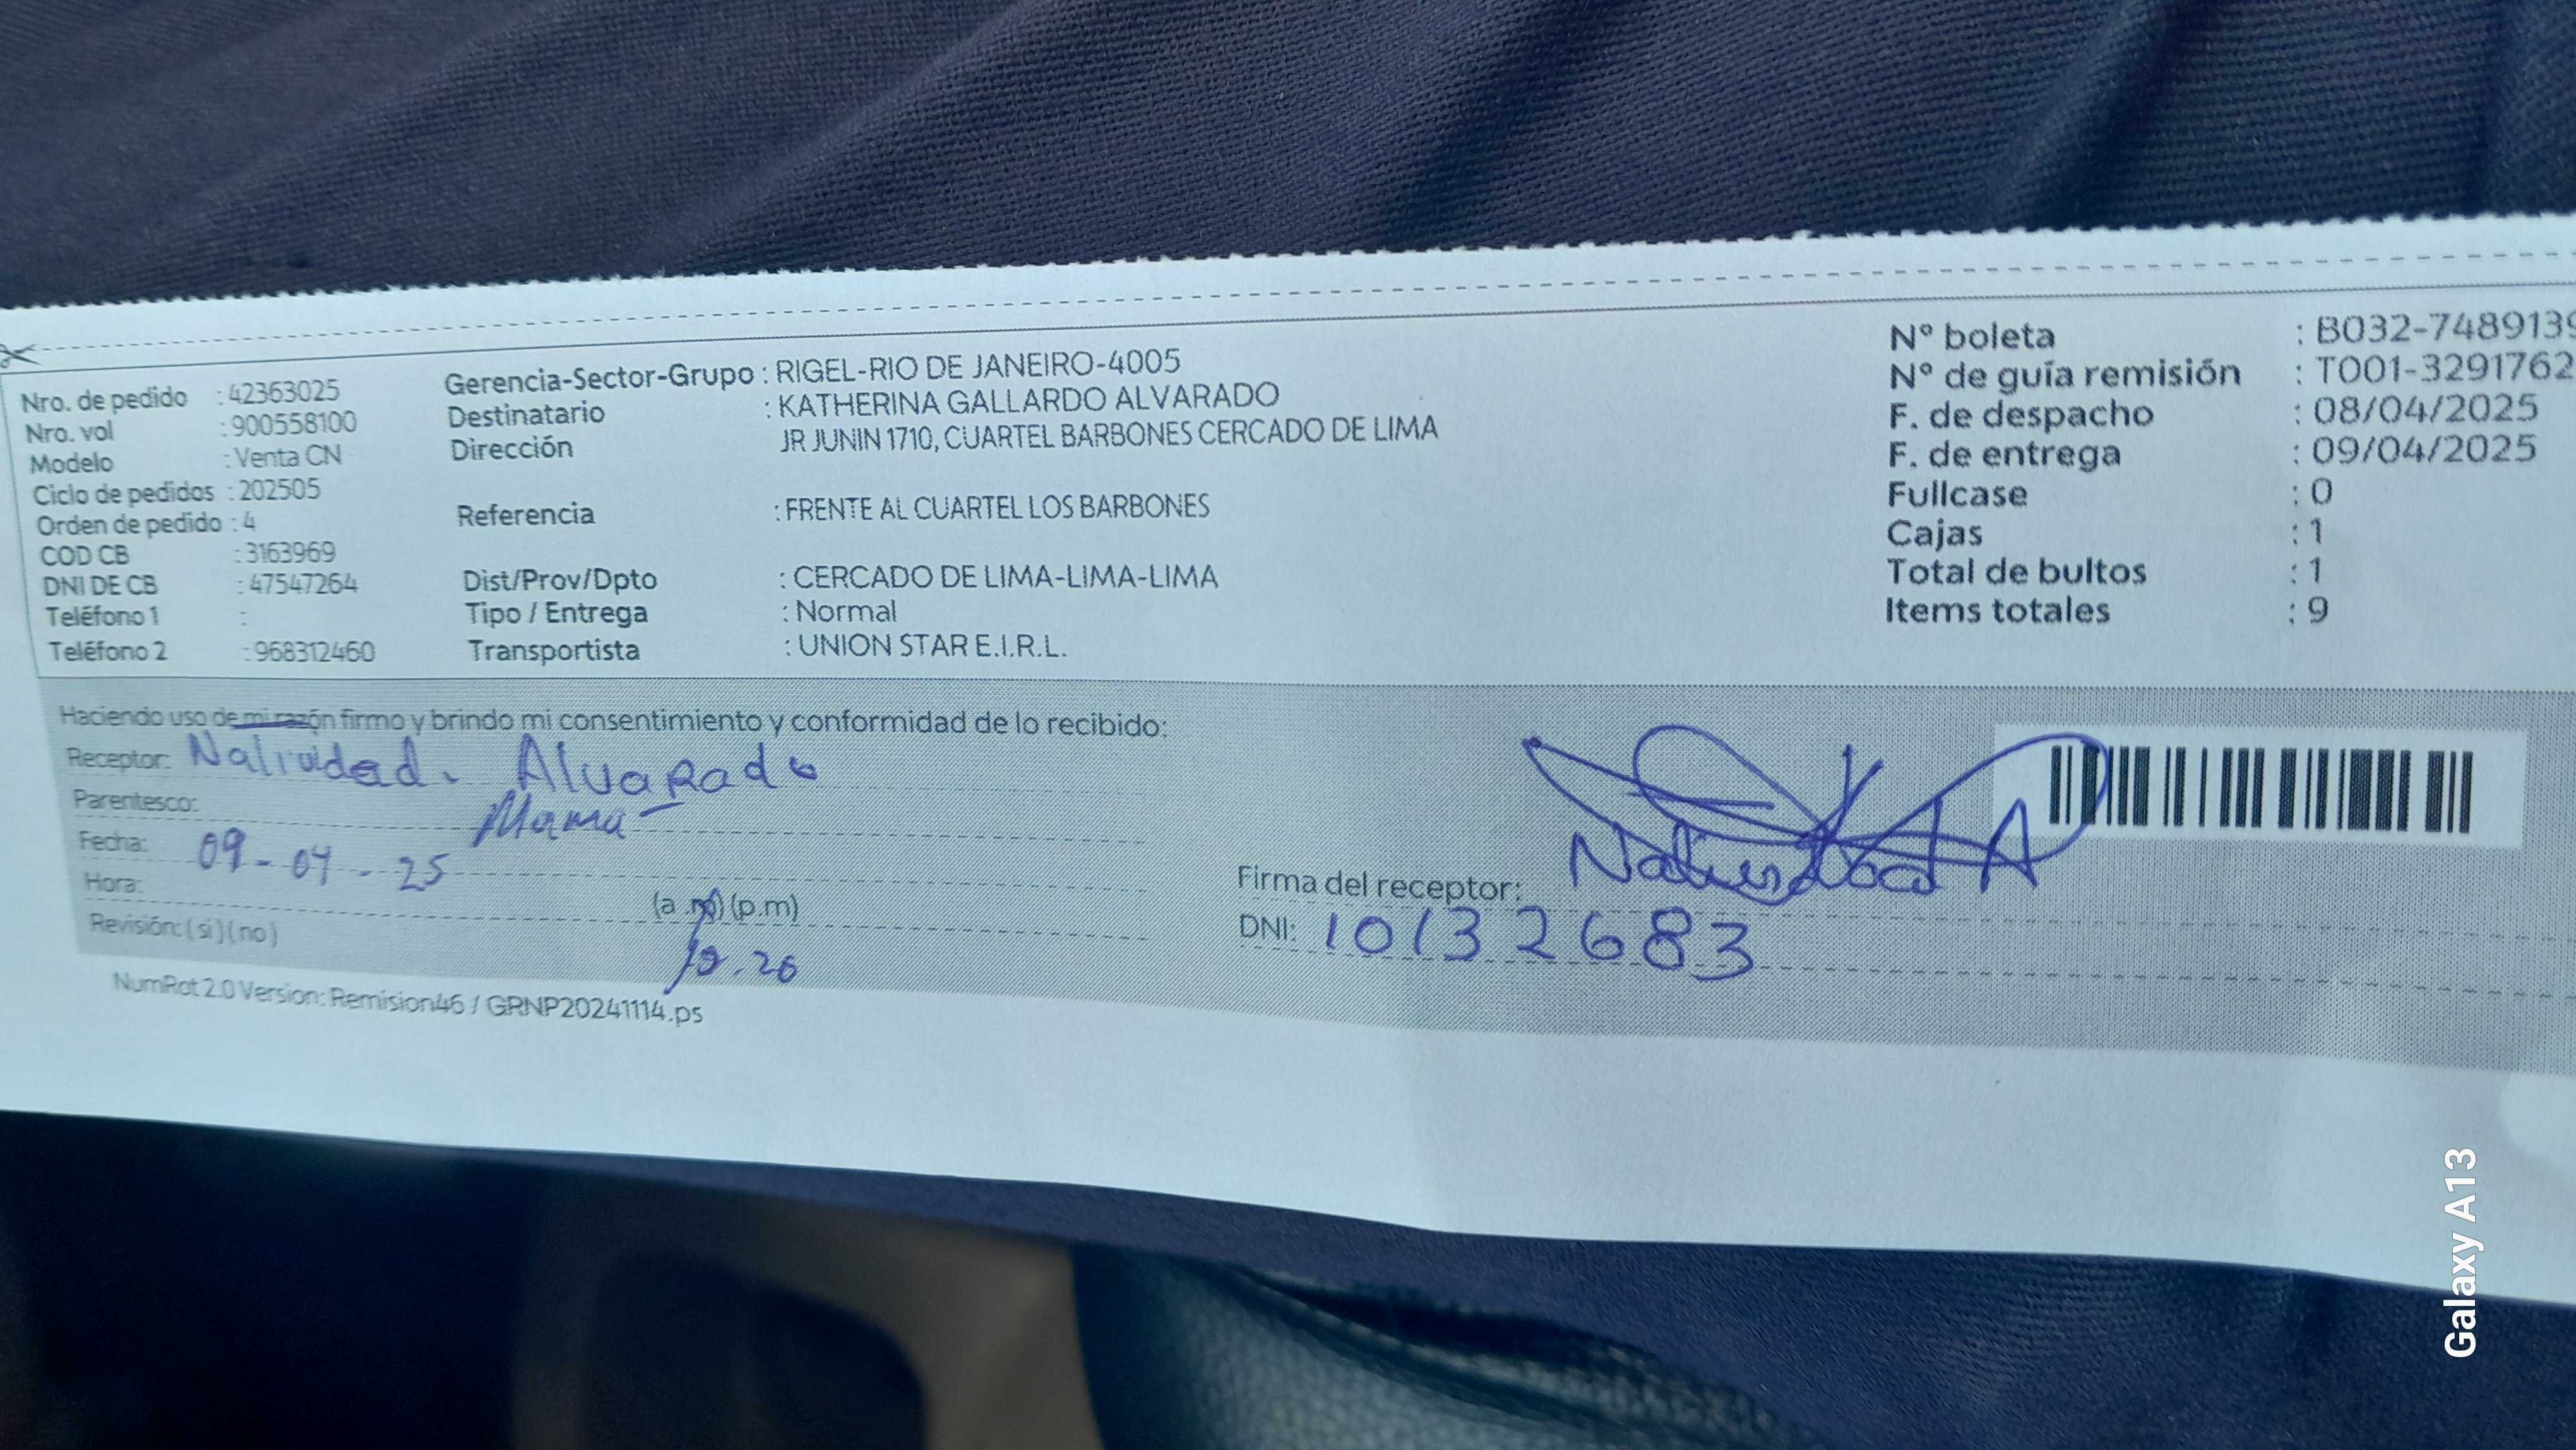 Nro. de pedido : 42363025
Nro. vol : 900558100
Modelo : Venta CN
Ciclo de pedidos : 202505
Orden de pedido : 4
COD CB : 3163969
DNI DE CB : 47547264
Teléfono 1 :
Teléfono 2 : 968312460
Gerencia-Sector-Grupo : RIGEL-RIO DE JANEIRO-4005
Destinatario : KATHERINA GALLARDO ALVARADO
Dirección JR JUNIN 1710, CUARTEL BARBONES CERCADO DE LIMA
Referencia : FRENTE AL CUARTEL LOS BARBONES
Dist/Prov/Dpto : CERCADO DE LIMA-LIMA-LIMA
Tipo / Entrega : Normal
Transportista : UNION STAR E.I.R.L.
N° boleta : B032-7489139
N° de guía remisión : T001-3291762
F. de despacho : 08/04/2025
F. de entrega : 09/04/2025
Fullcase : 0
Cajas : 1
Total de bultos : 1
Items totales : 9
Haciendo uso de mi razón firmo y brindo mi consentimiento y conformidad de lo recibido:
Receptor: Natividad. Alvarado
Parentesco: Mama
Fecha: 09-04-25
Hora: (a.m)(p.m)
Revisión: (si)(no)
Firma del receptor: Natividad A
DNI: 10132683
NumRot 2.0 Version: Remision46 / GRNP20241114.ps
Galaxy A13